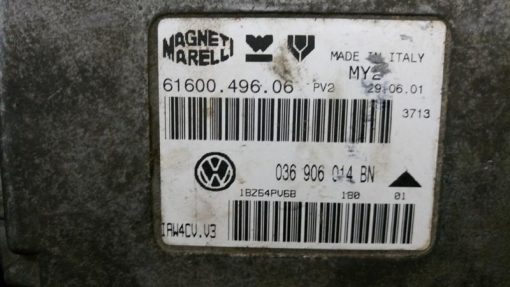 MAGNETI
MARELLI
MADE IN ITALY
MY2
61600.496.06 PV2 29.06.01
3713
036 906 014 BN
1BZ64PV6B 180 01
IAW4CV.V3